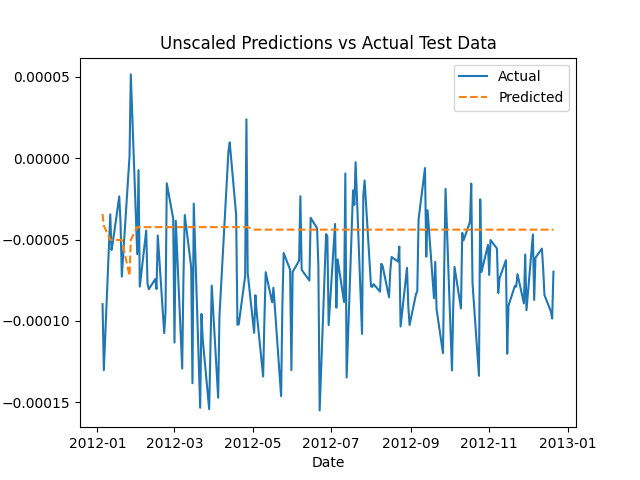 Unscaled Predictions vs Actual Test Data
Actual
Predicted
0.00005
0.00000
−0.00005
−0.00010
−0.00015
2012-01 2012-03 2012-05 2012-07 2012-09 2012-11 2013-01
Date